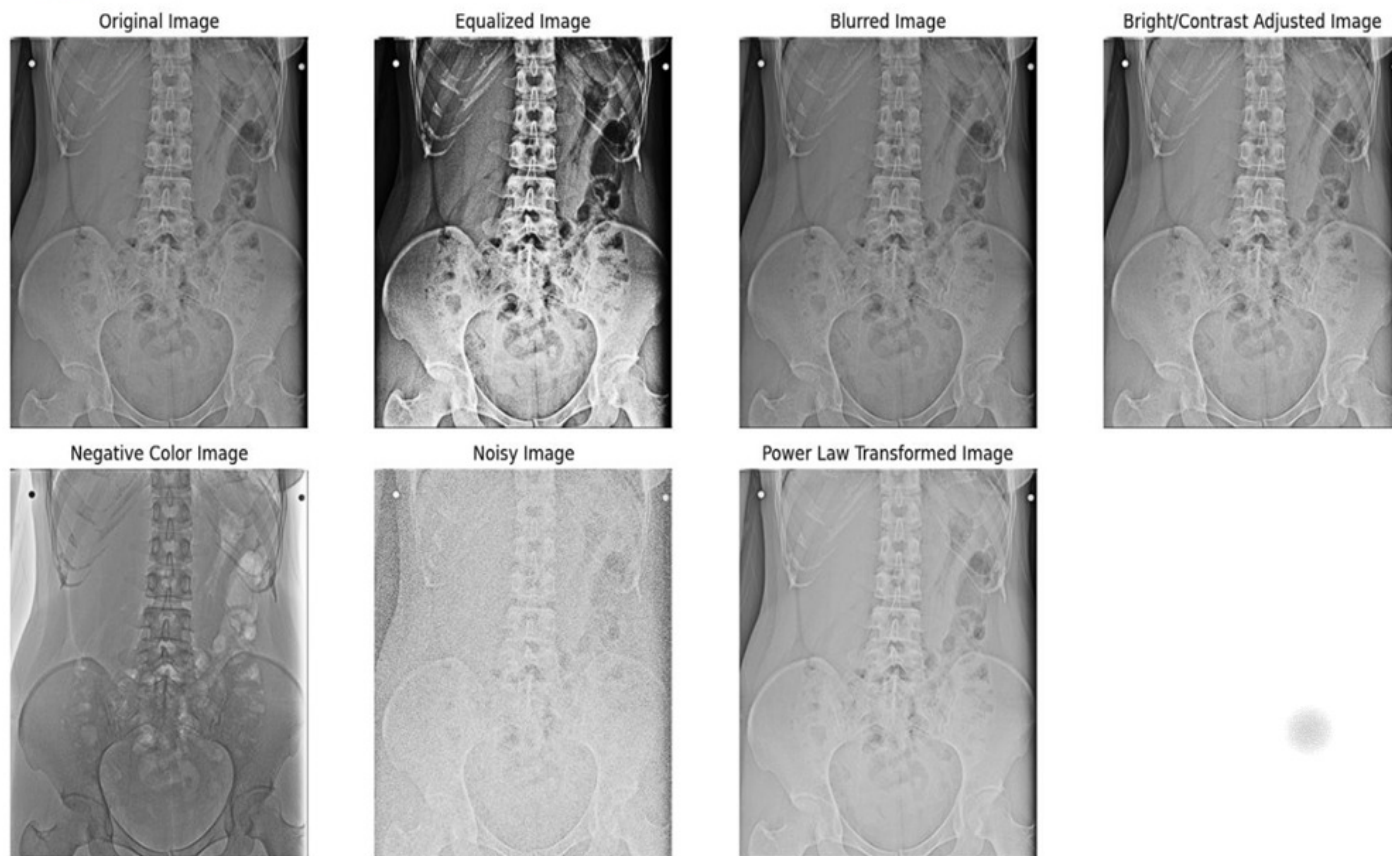 Original Image
Equalized Image
Blurred Image
Bright/Contrast Adjusted Image
Negative Color Image
Noisy Image
Power Law Transformed Image